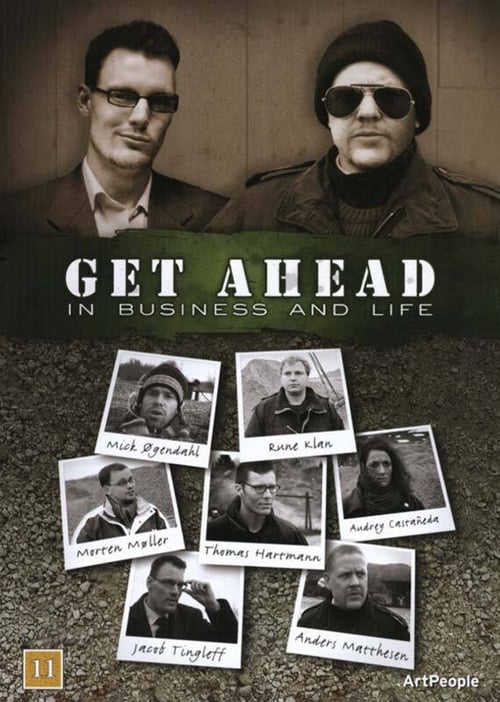 GET AHEAD
IN BUSINESS AND LIFE
Mick Øgendahl
Rune Klan
Morten Møller
Thomas Hartmann
Audrey Castañeda
Jacob Tingleff
Anders Matthesen
11
ArtPeople